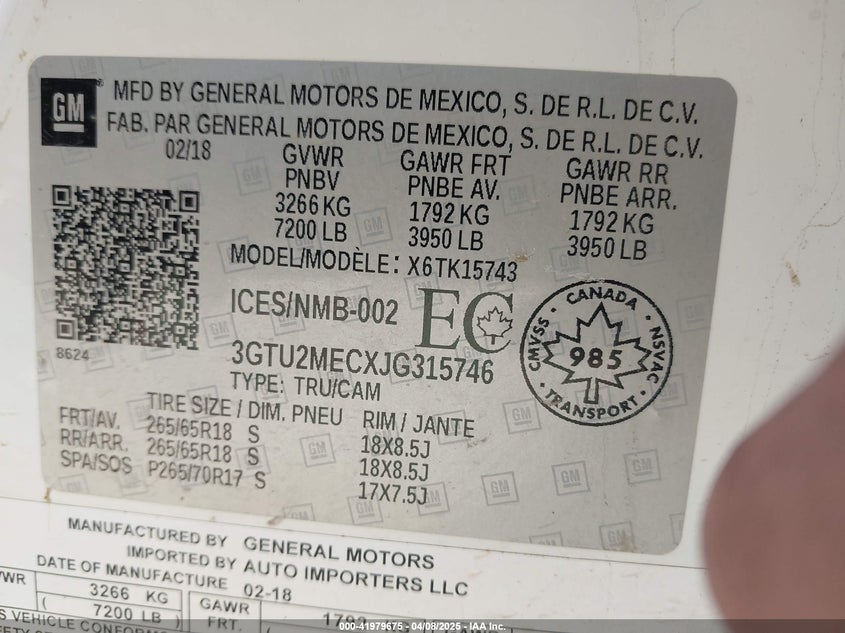 GM
MFD BY GENERAL MOTORS DE MEXICO, S. DE R.L. DE C.V.
FAB. PAR GENERAL MOTORS DE MEXICO, S. DE R.L. DE C.V.
02/18 GVWR GAWR FRT GAWR RR
PNBV PNBE AV. PNBE ARR.
3266 KG 1792 KG 1792 KG
7200 LB 3950 LB 3950 LB
MODEL/MODÈLE: X6TK15743
ICES/NMB-002 EC
CANADA
CMVSS 985 NSVAC
TRANSPORT
8624
3GTU2MECXJG315746
TYPE: TRU/CAM
TIRE SIZE / DIM. PNEU RIM / JANTE
FRT/AV. 265/65R18 S 18X8.5J
RR/ARR. 265/65R18 S 18X8.5J
SPA/SOS P265/70R17 S 17X7.5J
MANUFACTURED BY GENERAL MOTORS
IMPORTED BY AUTO IMPORTERS LLC
DATE OF MANUFACTURE 02-18
3266 KG GAWR
( 7200 LB ) FRT.
VEHICLE
000-41979675 - 04/08/2025 - IAA Inc.